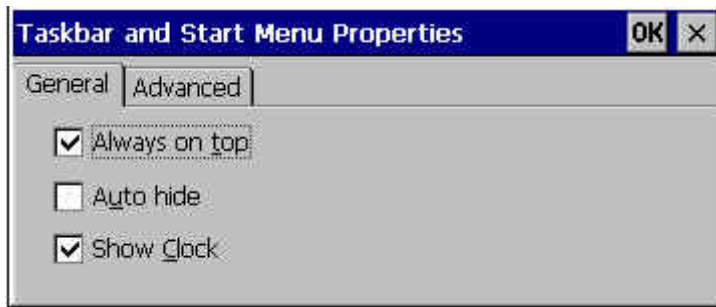 Taskbar and Start Menu Properties OK ×
General Advanced
Always on top
Auto hide
Show Clock